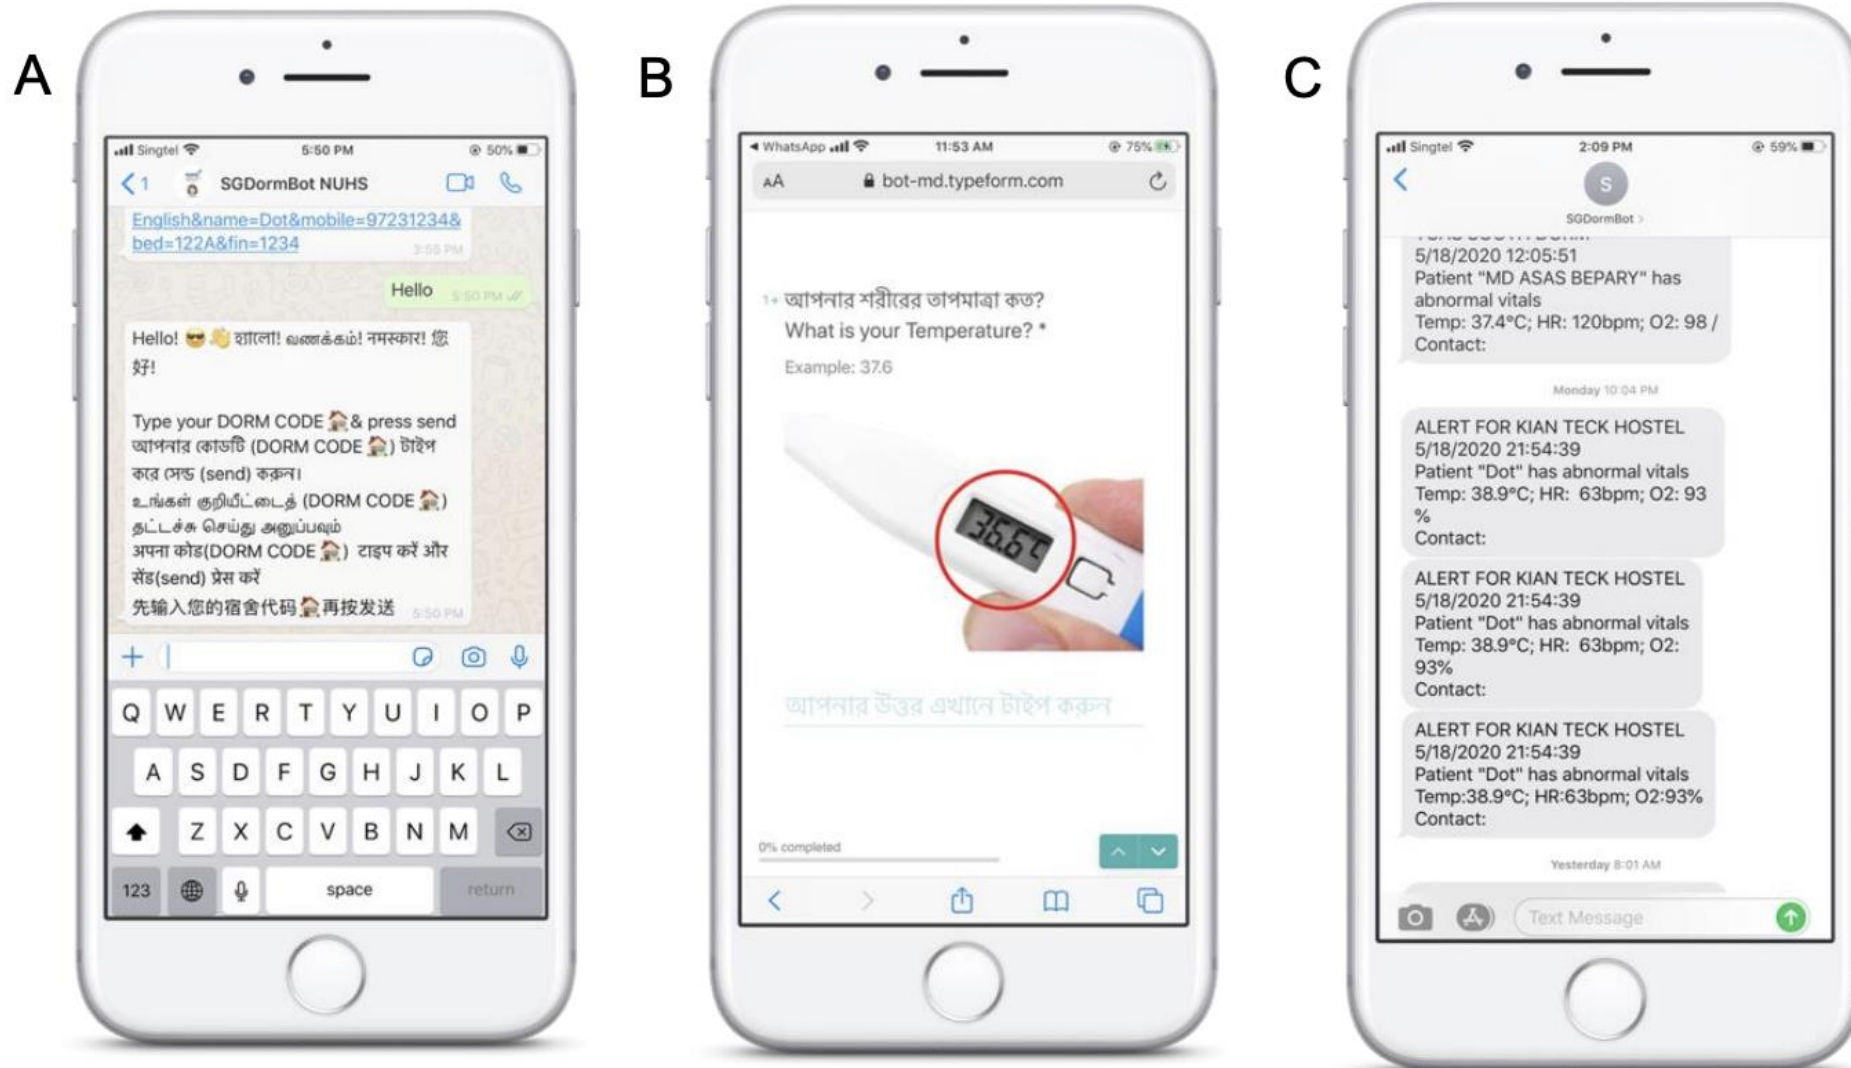 A
Singtel 5:50 PM 50%
1 SGDormBot NUHS
English&name=Dot&mobile=97231234&
bed=122A&fin=1234
3:55 PM
Hello 5:50 PM
Hello! 😎👋 হ্যালো! வணக்கம்! नमस्कार! 您
好!
Type your DORM CODE 🏠& press send
আপনার কোডটি (DORM CODE 🏠) টাইপ
করে সেন্ড (send) করুন।
உங்கள் குறியீட்டைத் (DORM CODE 🏠)
தட்டச்சு செய்து அனுப்பவும்
अपना कोड(DORM CODE 🏠) टाइप करें और
सेंड(send) प्रेस करें
先输入您的宿舍代码🏠再按发送 5:50 PM
Q W E R T Y U I O P
A S D F G H J K L
Z X C V B N M
123 space return
B
WhatsApp 11:53 AM 75%
AA bot-md.typeform.com
1 আপনার শরীরের তাপমাত্রা কত?
What is your Temperature? *
Example: 37.6
36.6°C
আপনার উত্তর এখানে টাইপ করুন
0% completed
C
Singtel 2:09 PM 59%
S
SGDormBot
5/18/2020 12:05:51
Patient "MD ASAS BEPARY" has
abnormal vitals
Temp: 37.4°C; HR: 120bpm; O2: 98 /
Contact:
Monday 10:04 PM
ALERT FOR KIAN TECK HOSTEL
5/18/2020 21:54:39
Patient "Dot" has abnormal vitals
Temp: 38.9°C; HR: 63bpm; O2: 93
%
Contact:
ALERT FOR KIAN TECK HOSTEL
5/18/2020 21:54:39
Patient "Dot" has abnormal vitals
Temp: 38.9°C; HR: 63bpm; O2:
93%
Contact:
ALERT FOR KIAN TECK HOSTEL
5/18/2020 21:54:39
Patient "Dot" has abnormal vitals
Temp:38.9°C; HR:63bpm; O2:93%
Contact:
Yesterday 8:01 AM
Text Message